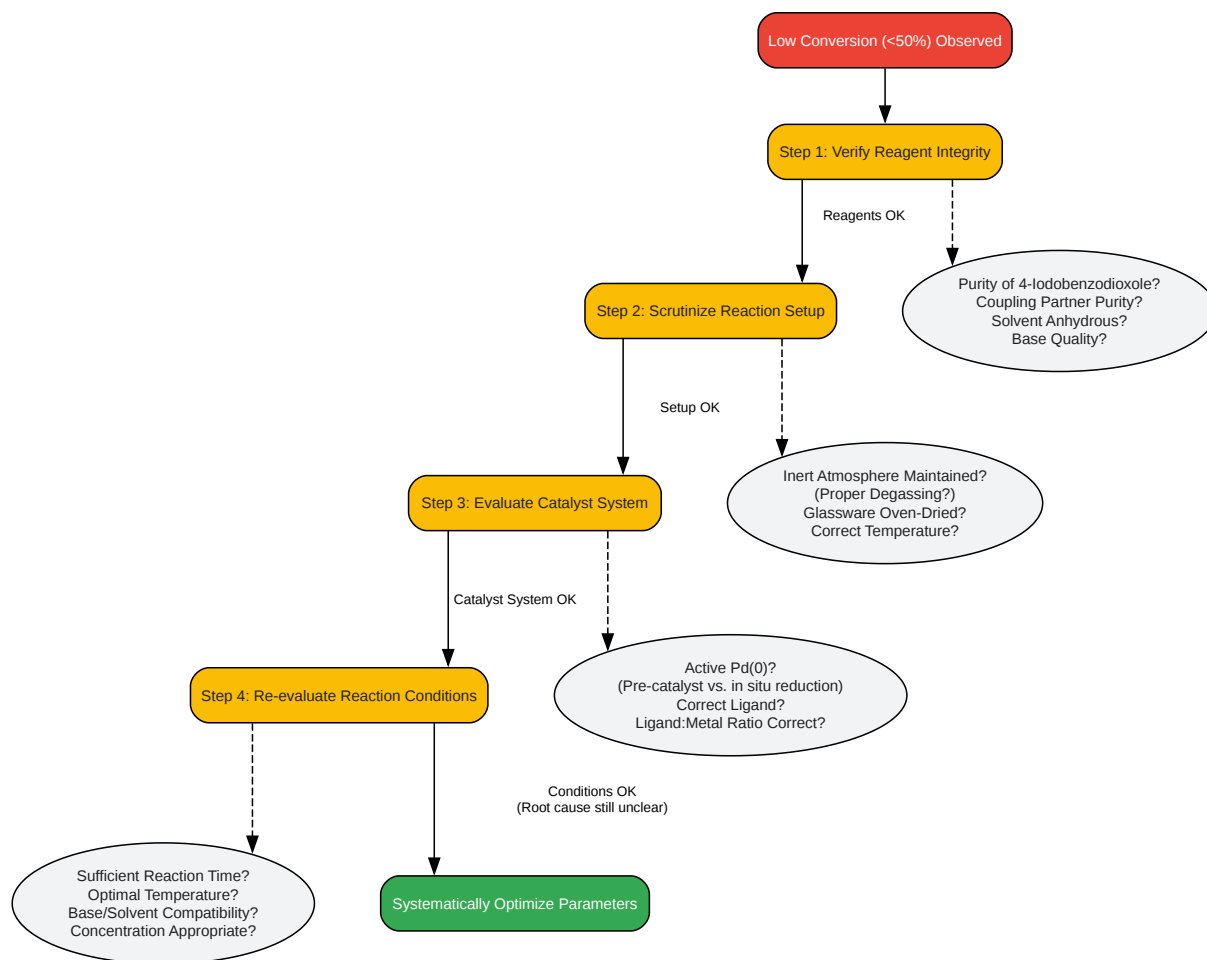 Low Conversion (<50%) Observed
Step 1: Verify Reagent Integrity
Reagents OK
Purity of 4-Iodobenzodioxole?
Coupling Partner Purity?
Solvent Anhydrous?
Base Quality?
Step 2: Scrutinize Reaction Setup
Setup OK
Inert Atmosphere Maintained?
(Proper Degassing?)
Glassware Oven-Dried?
Correct Temperature?
Step 3: Evaluate Catalyst System
Catalyst System OK
Active Pd(0)?
(Pre-catalyst vs. in situ reduction)
Correct Ligand?
Ligand:Metal Ratio Correct?
Step 4: Re-evaluate Reaction Conditions
Conditions OK
(Root cause still unclear)
Sufficient Reaction Time?
Optimal Temperature?
Base/Solvent Compatibility?
Concentration Appropriate?
Systematically Optimize Parameters